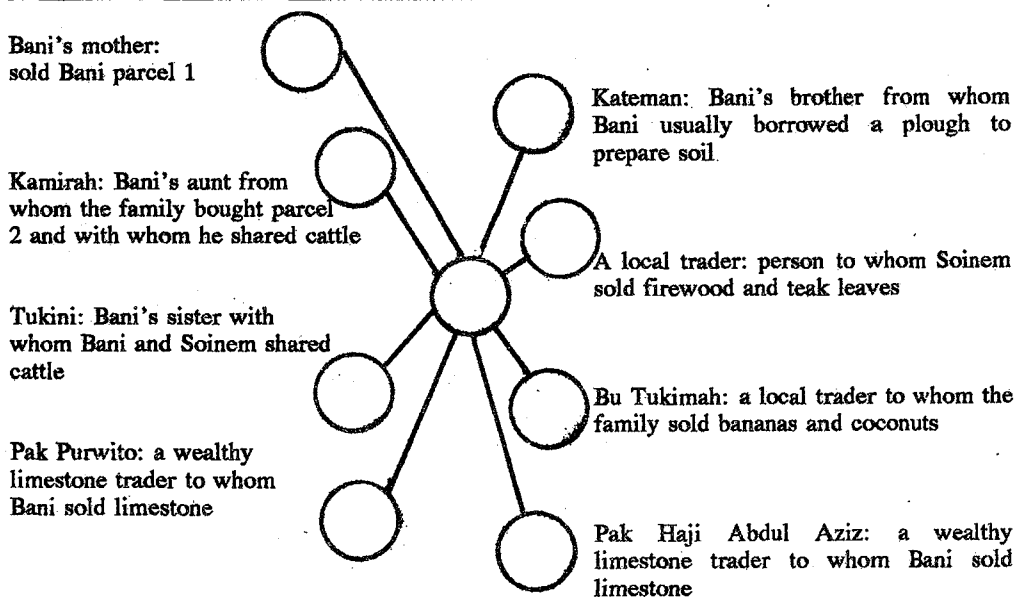 Bani's mother:
sold Bani parcel 1
Kateman: Bani's brother from whom
Bani usually borrowed a plough to
prepare soil
Kamirah: Bani's aunt from
whom the family bought parcel
2 and with whom he shared cattle
A local trader: person to whom Soinem
sold firewood and teak leaves
Tukini: Bani's sister with
whom Bani and Soinem shared
cattle
Bu Tukimah: a local trader to whom the
family sold bananas and coconuts
Pak Purwito: a wealthy
limestone trader to whom
Bani sold limestone
Pak Haji Abdul Aziz: a wealthy
limestone trader to whom Bani sold
limestone